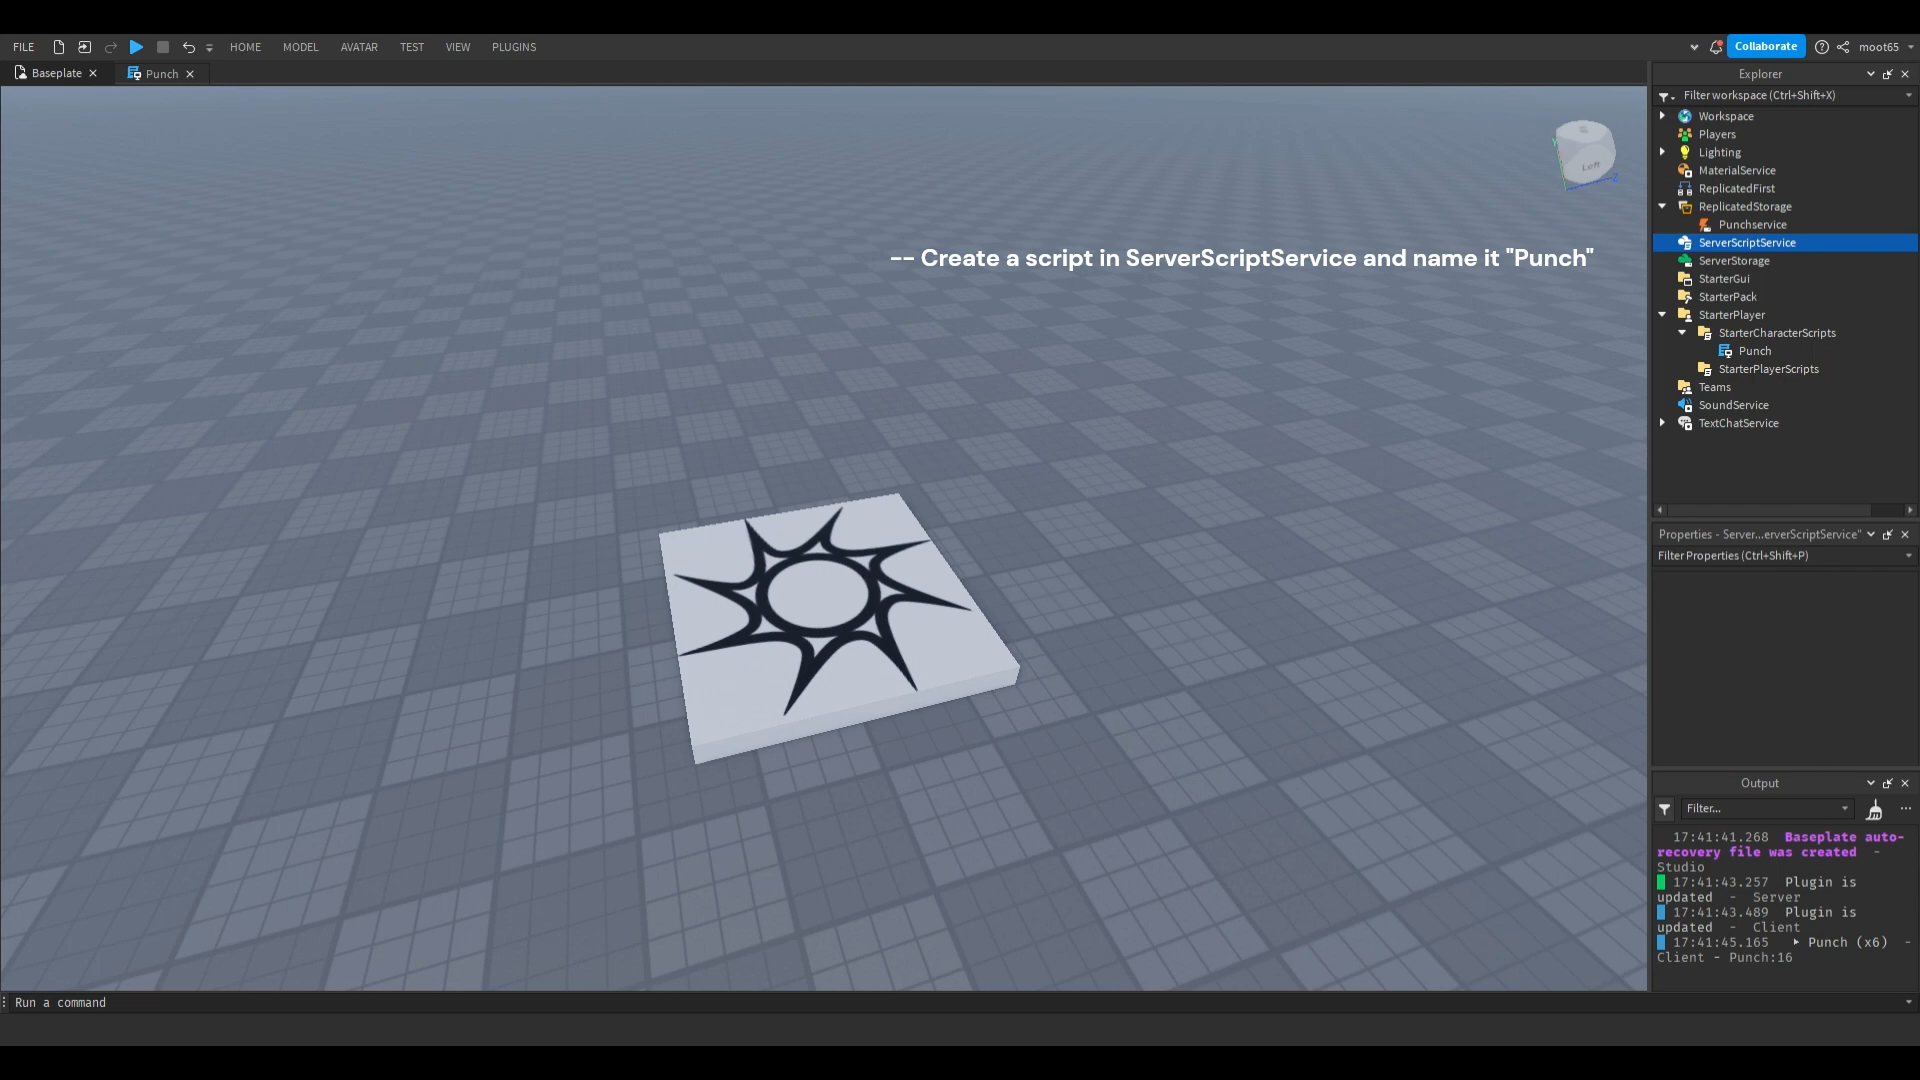 FILE
HOME
MODEL
AVATAR
TEST
VIEW
PLUGINS
Collaborate
moot65
Baseplate
Punch
Explorer
Filter workspace (Ctrl+Shift+X)
Workspace
Players
Lighting
MaterialService
ReplicatedFirst
ReplicatedStorage
Punchservice
ServerScriptService
ServerStorage
StarterGui
StarterPack
StarterPlayer
StarterCharacterScripts
Punch
StarterPlayerScripts
Teams
SoundService
TextChatService
Left
Y
Z
-- Create a script in ServerScriptService and name it "Punch"
Properties - Server...erverScriptService"
Filter Properties (Ctrl+Shift+P)
Output
Filter...
17:41:41.268 Baseplate auto-
recovery file was created -
Studio
17:41:43.257 Plugin is
updated - Server
17:41:43.489 Plugin is
updated - Client
17:41:45.165 ▸ Punch (x6) -
Client - Punch:16
Run a command